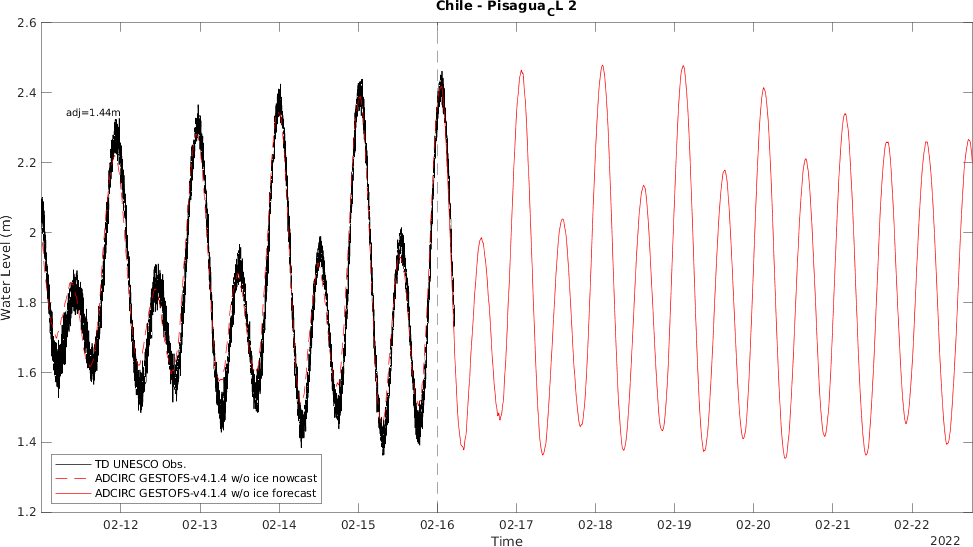 Chile - Pisagua_CL 2
2.6
2.4
adj=1.44m
2.2
2
1.8
1.6
1.4
1.2
Water Level (m)
TD UNESCO Obs.
ADCIRC GESTOFS-v4.1.4 w/o ice nowcast
ADCIRC GESTOFS-v4.1.4 w/o ice forecast
02-12 02-13 02-14 02-15 02-16 02-17 02-18 02-19 02-20 02-21 02-22
Time
2022